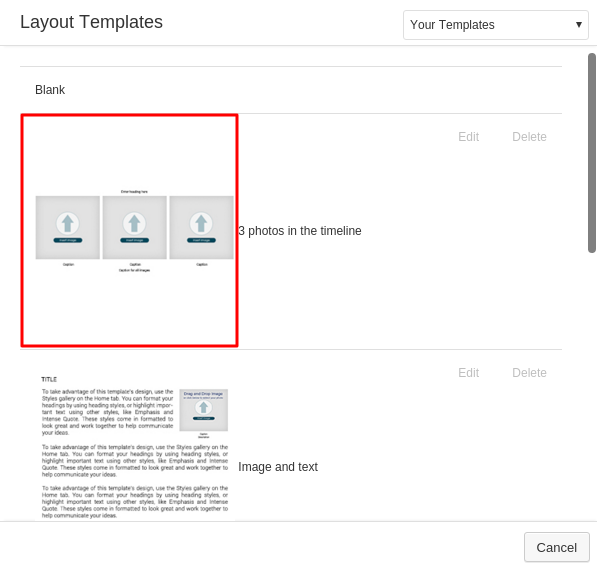 Layout Templates
Your Templates
Blank
Edit Delete
Enter heading here
Insert Image Insert Image Insert Image
3 photos in the timeline
Caption Caption Caption
Caption for all images
Edit Delete
TITLE
To take advantage of this template's design, use the
Styles gallery on the Home tab. You can format your
headings by using heading styles, or highlight impor-
tant text using other styles, like Emphasis and
Intense Quote. These styles come in formatted to
look great and work together to help communicate
your ideas.
Drag and Drop Image
Insert Image
To take advantage of this template's design, use the Styles gallery on the
Home tab. You can format your headings by using heading styles, or
highlight important text using other styles, like Emphasis and Intense
Quote. These styles come in formatted to look great and work together to
help communicate your ideas.
Image and text
To take advantage of this template's design, use the Styles gallery on the
Home tab. You can format your headings by using heading styles, or
highlight important text using other styles, like Emphasis and Intense
Quote. These styles come in formatted to look great and work together to
help communicate your ideas.
Cancel